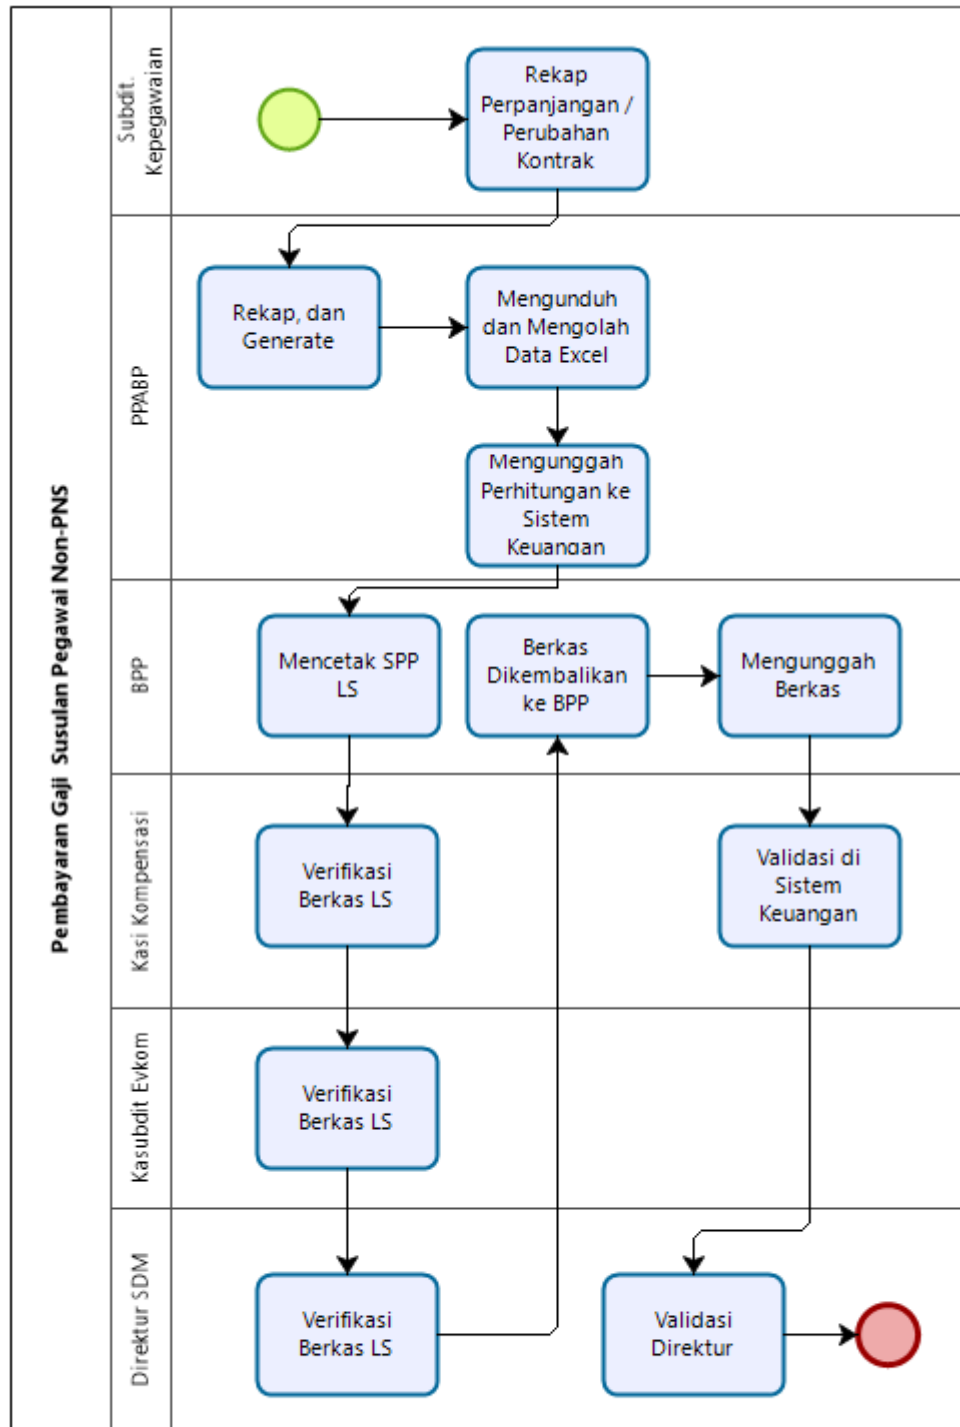 Pembayaran Gaji  Susulan Pegawai Non-PNS
Subdit.
Kepegawaian
Rekap
Perpanjangan /
Perubahan
Kontrak
PPABP
Rekap, dan
Generate
Mengunduh
dan Mengolah
Data Excel
Mengunggah
Perhitungan ke
Sistem
Keuangan
BPP
Mencetak SPP
LS
Berkas
Dikembalikan
ke BPP
Mengunggah
Berkas
Kasi Kompensasi
Verifikasi
Berkas LS
Validasi di
Sistem
Keuangan
Kasubdit Evkom
Verifikasi
Berkas LS
Direktur SDM
Verifikasi
Berkas LS
Validasi
Direktur